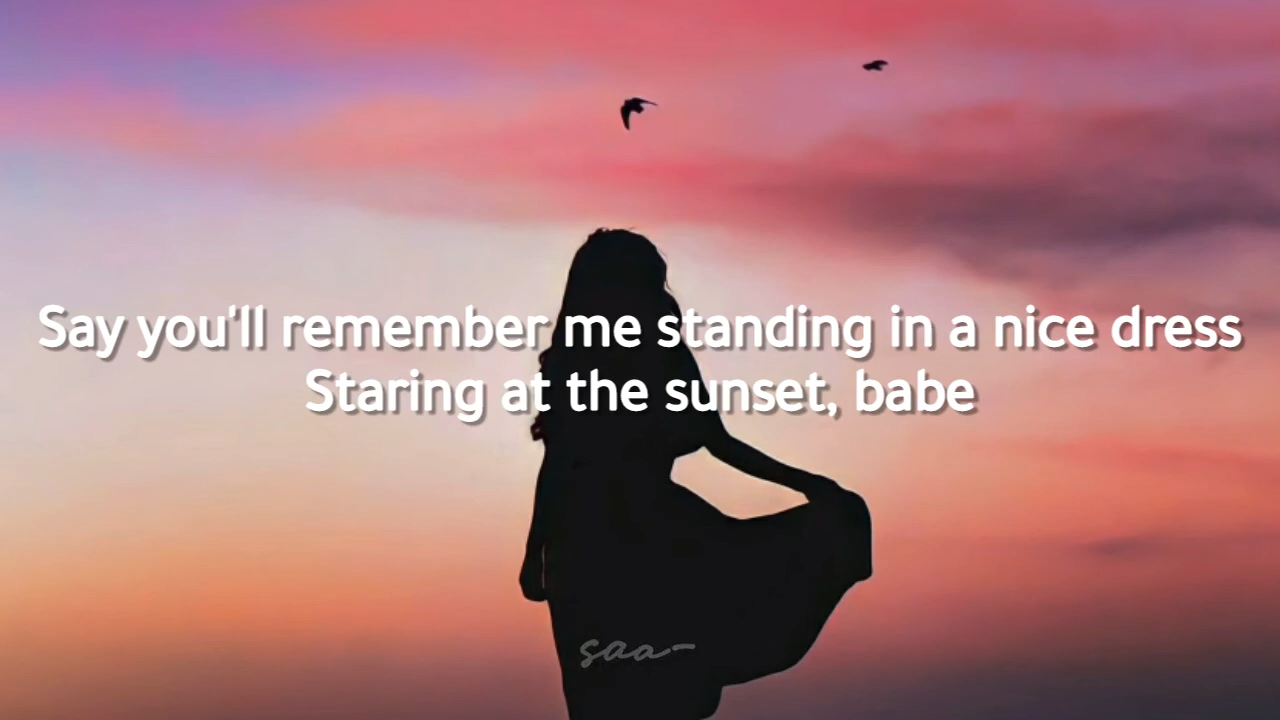 Say you'll remember me standing in a nice dress
Staring at the sunset, babe
saa-